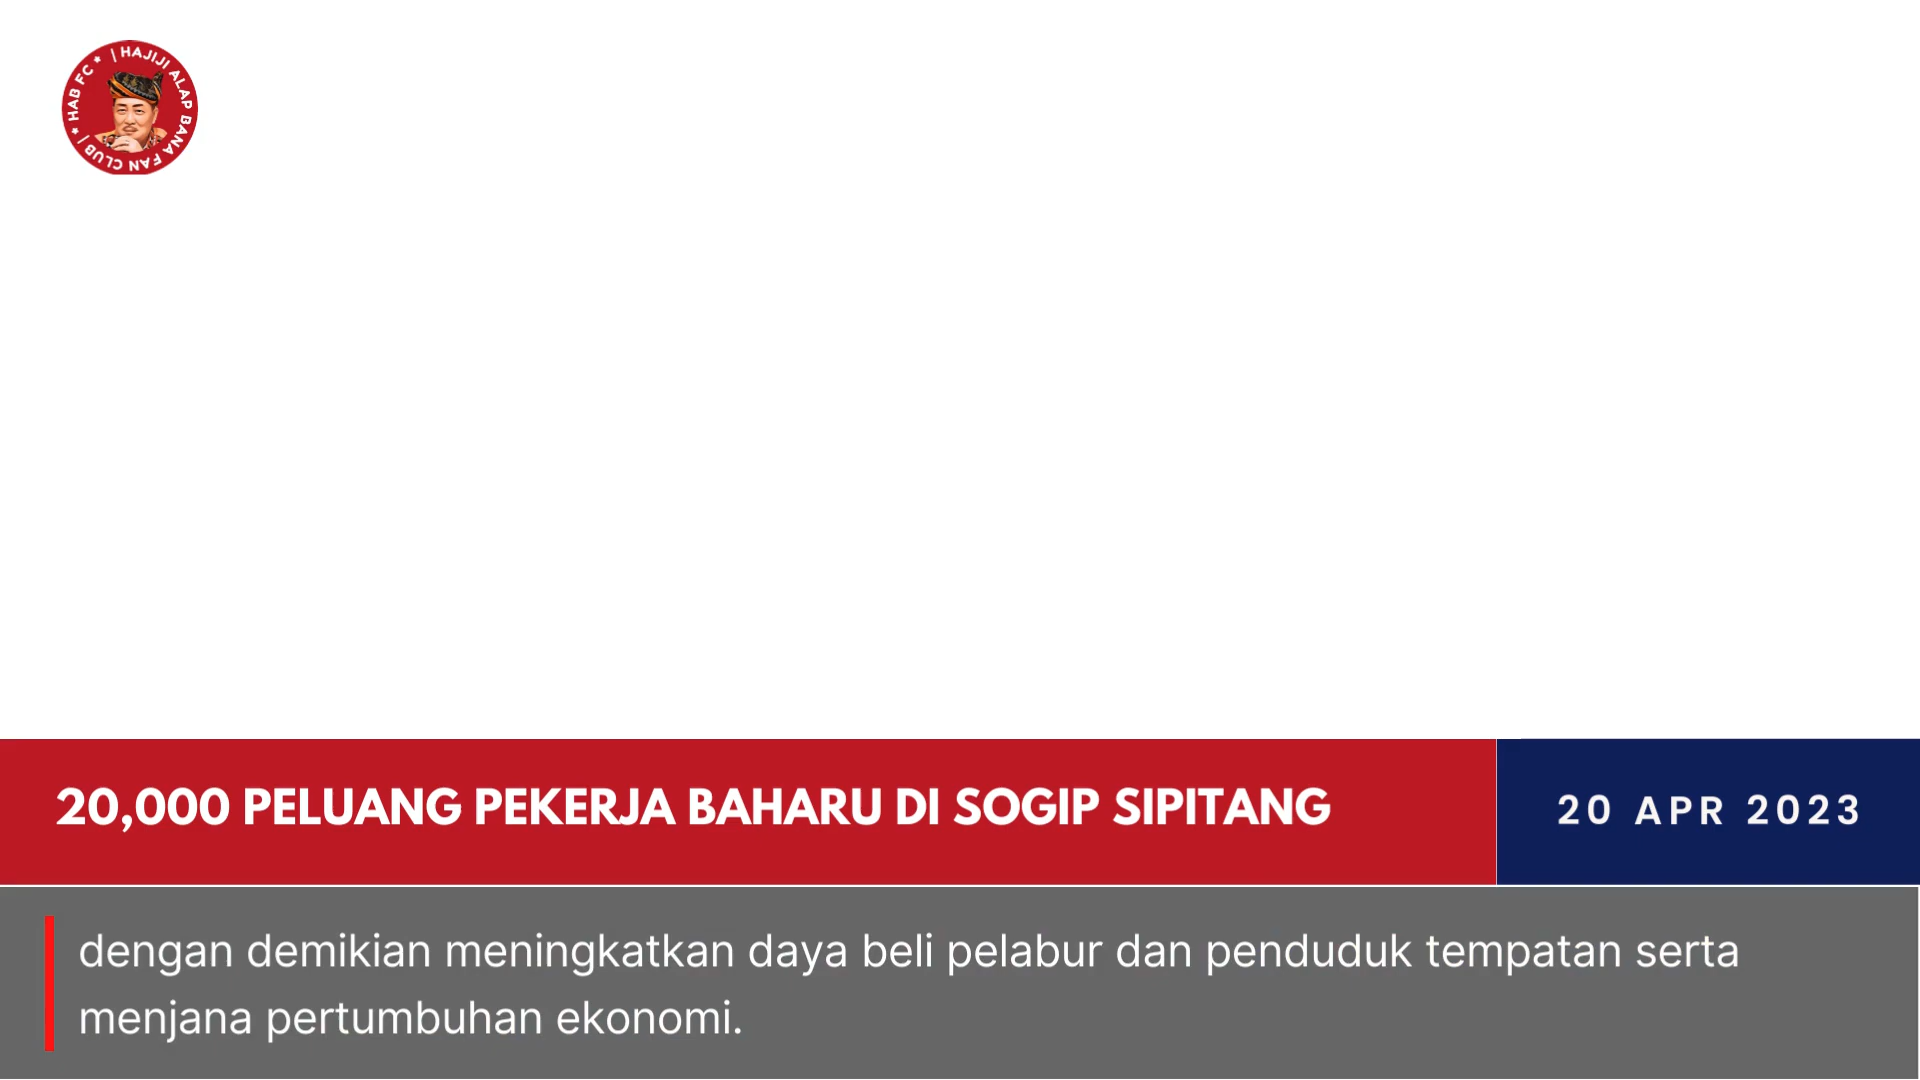 | HAJIJI ALAP BANA FAN CLUB | * HAB FC *
20,000 PELUANG PEKERJA BAHARU DI SOGIP SIPITANG
20 APR 2023
dengan demikian meningkatkan daya beli pelabur dan penduduk tempatan serta
menjana pertumbuhan ekonomi.